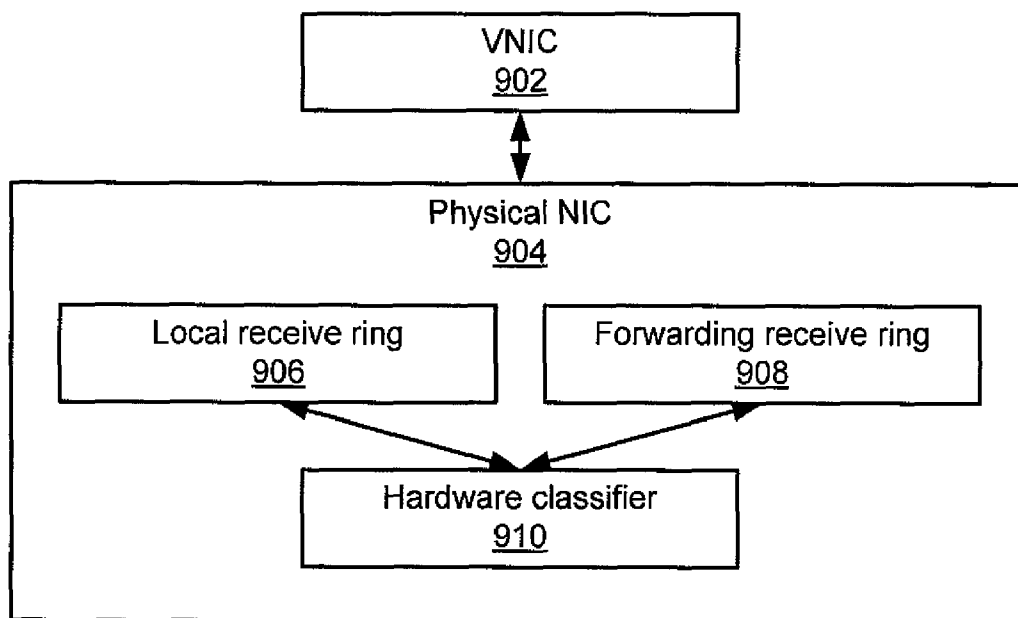 VNIC
902
Physical NIC
904
Local receive ring
906
Forwarding receive ring
908
Hardware classifier
910